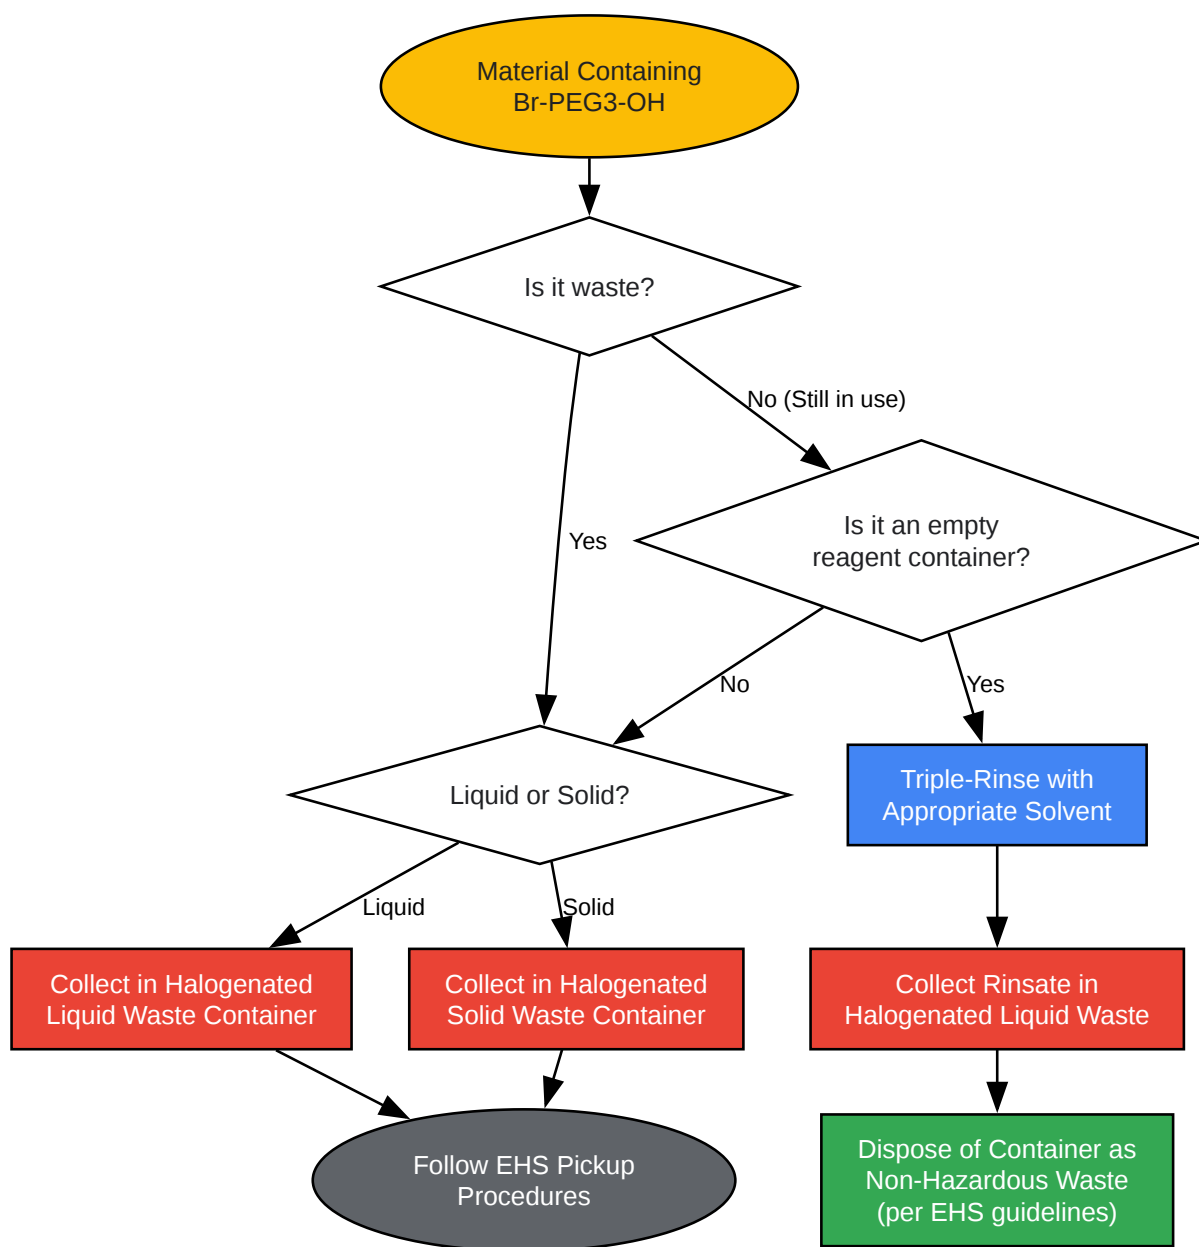 Material Containing
Br-PEG3-OH
Is it waste?
No (Still in use)
Is it an empty
reagent container?
Yes
No
Yes
Liquid or Solid?
Triple-Rinse with
Appropriate Solvent
Liquid
Solid
Collect in Halogenated
Liquid Waste Container
Collect in Halogenated
Solid Waste Container
Collect Rinsate in
Halogenated Liquid Waste
Follow EHS Pickup
Procedures
Dispose of Container as
Non-Hazardous Waste
(per EHS guidelines)